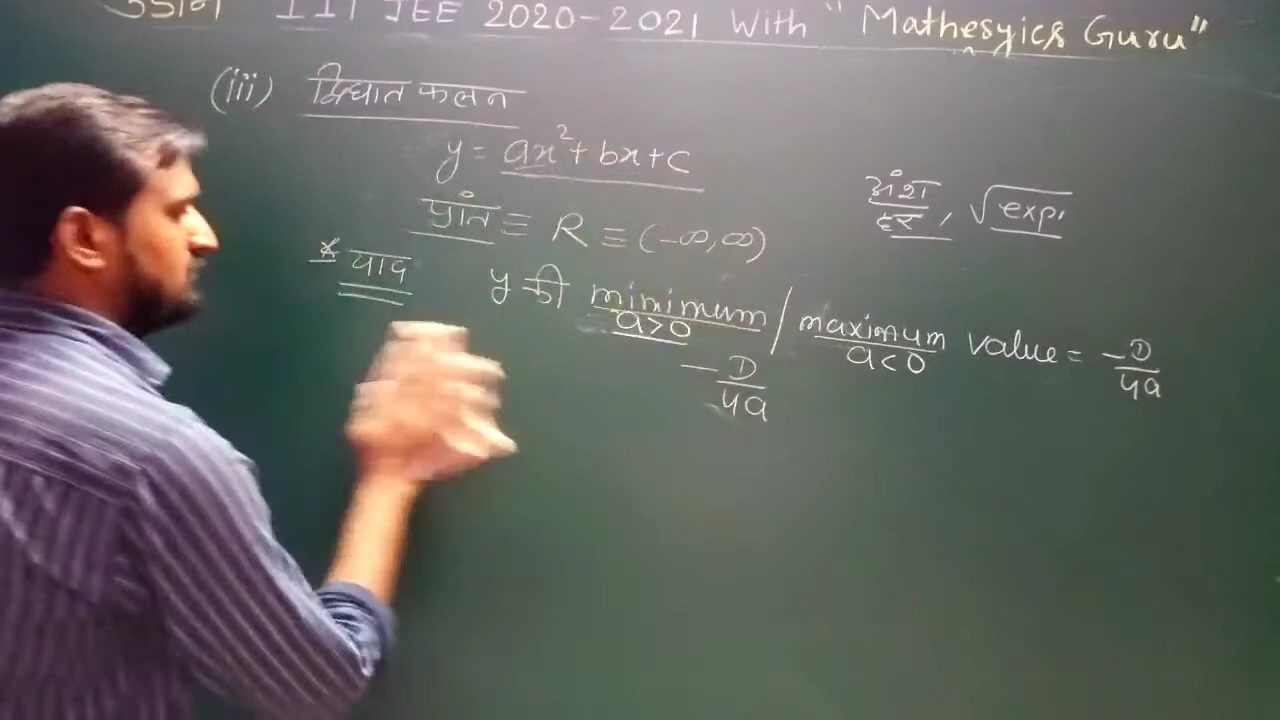 उड़ान IIT JEE 2020-2021 With "Mathesyics Guru"
(iii) द्विघात फलन
y = ax² + bx + c
प्रांत ≡ R ≡ (-∞, ∞)
अंश/हर, √exp.
* याद
y की minimum / maximum value = -D/4a
a>0 a<0
-D/4a